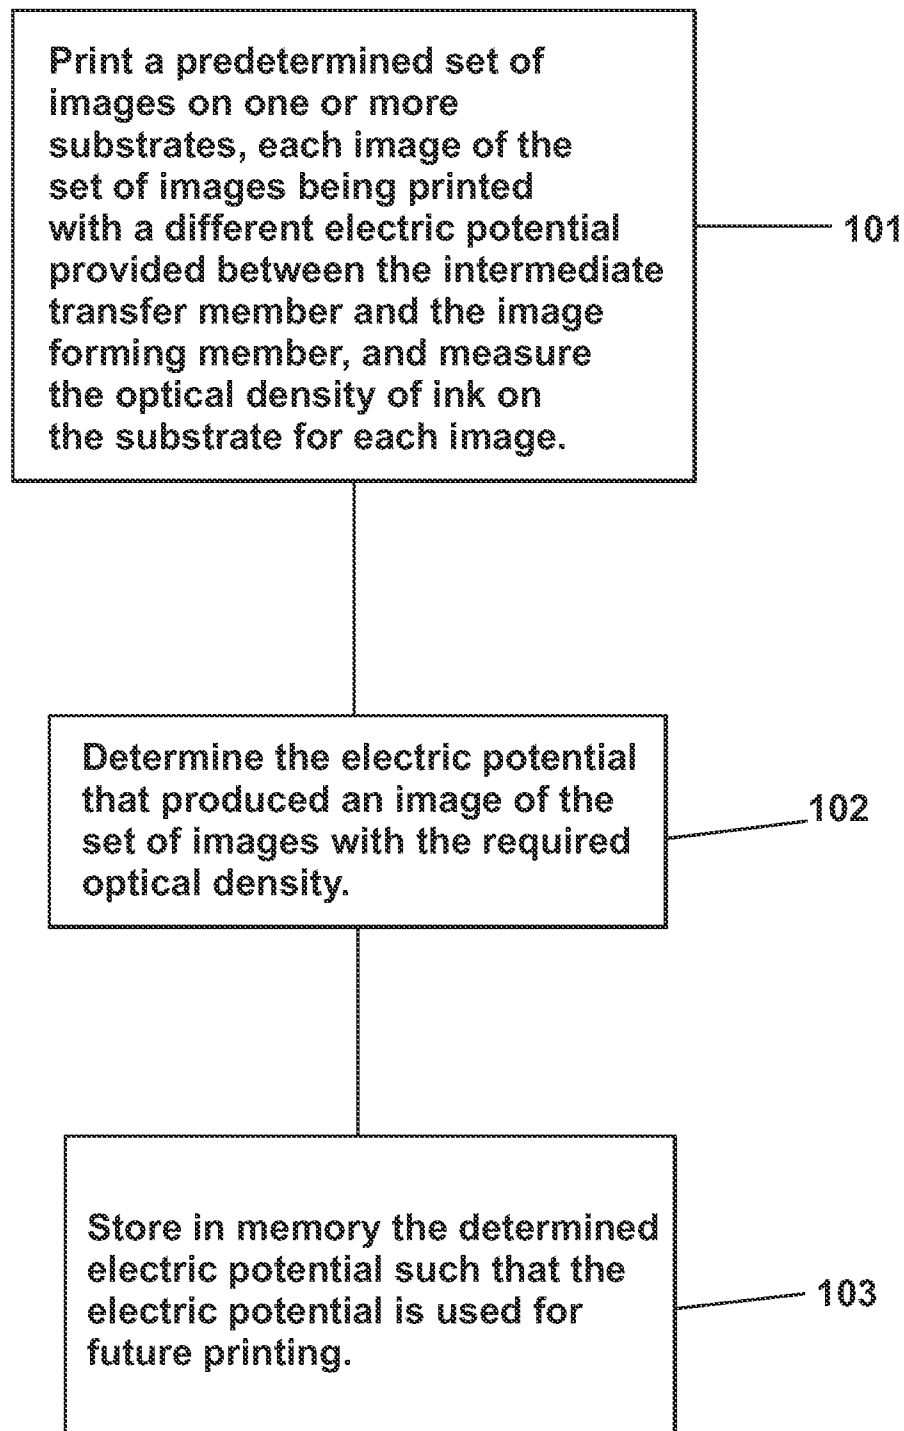 Print a predetermined set of
images on one or more
substrates, each image of the
set of images being printed
with a different electric potential
provided between the intermediate
transfer member and the image
forming member, and measure
the optical density of ink on
the substrate for each image.
101
Determine the electric potential
that produced an image of the
set of images with the required
optical density.
102
Store in memory the determined
electric potential such that the
electric potential is used for
future printing.
103